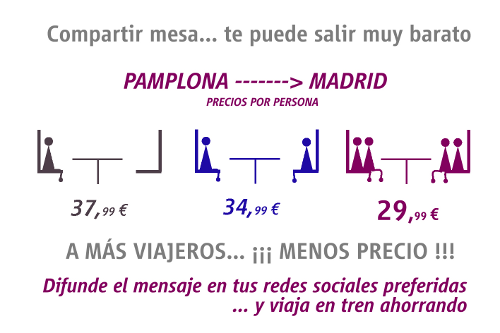 Compartir mesa... te puede salir muy barato
PAMPLONA -------> MADRID
PRECIOS POR PERSONA
37,99 € 34,99 € 29,99 €
A MÁS VIAJEROS... ¡¡¡ MENOS PRECIO !!!
Difunde el mensaje en tus redes sociales preferidas
... y viaja en tren ahorrando